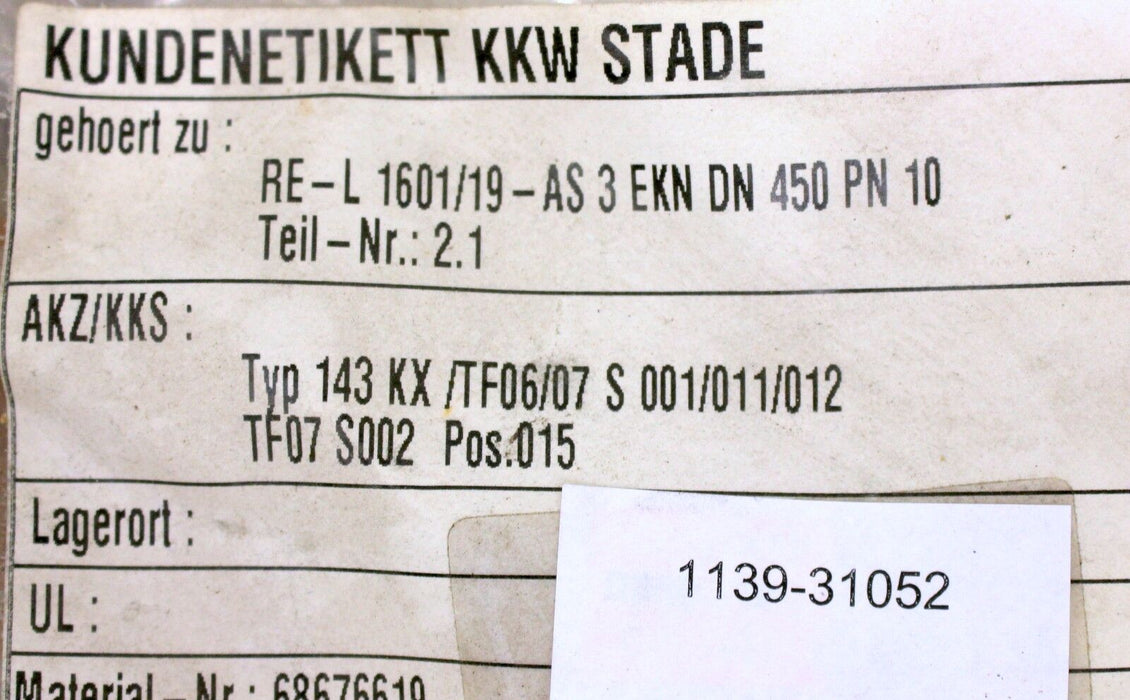 KUNDENETIKETT KKW STADE
gehoert zu :
RE-L 1601/19-AS 3 EKN DN 450 PN 10
Teil-Nr.: 2.1
AKZ/KKS :
Typ 143 KX /TF06/07 S 001/011/012
TF07 S002 Pos.015
Lagerort :
UL :
1139-31052
Material-Nr.: 68676619